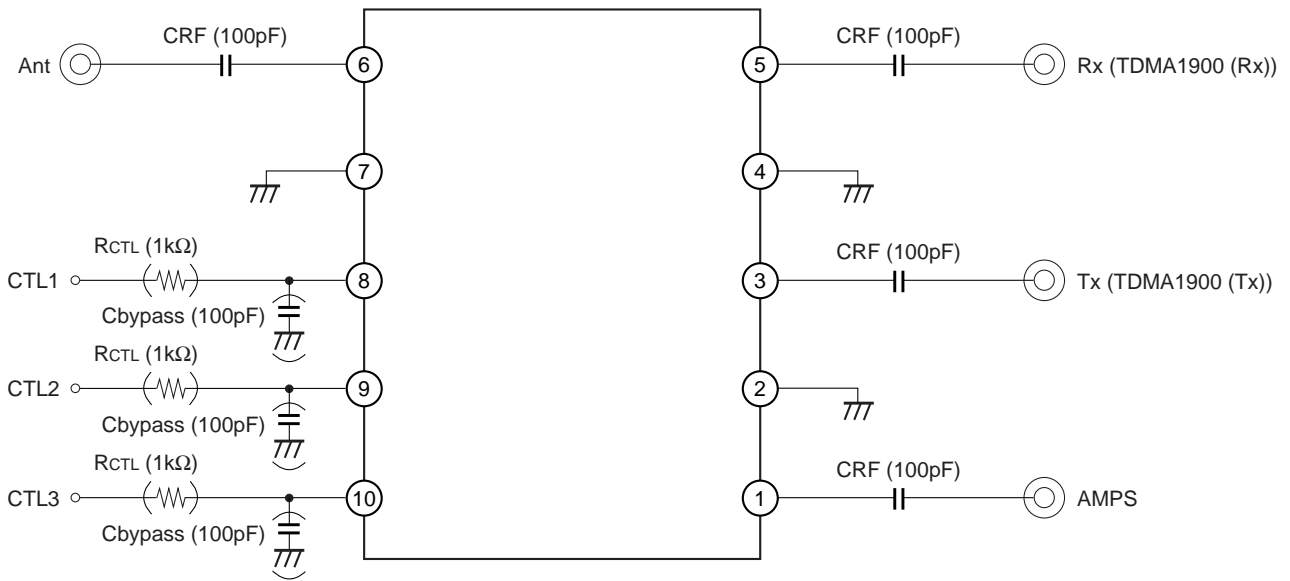 CRF (100pF)
Ant
6
CRF (100pF)
5
Rx (TDMA1900 (Rx))
7
4
RCTL (1kΩ)
CTL1
8
Cbypass (100pF)
CRF (100pF)
3
Tx (TDMA1900 (Tx))
RCTL (1kΩ)
CTL2
9
Cbypass (100pF)
2
RCTL (1kΩ)
CTL3
10
Cbypass (100pF)
CRF (100pF)
1
AMPS